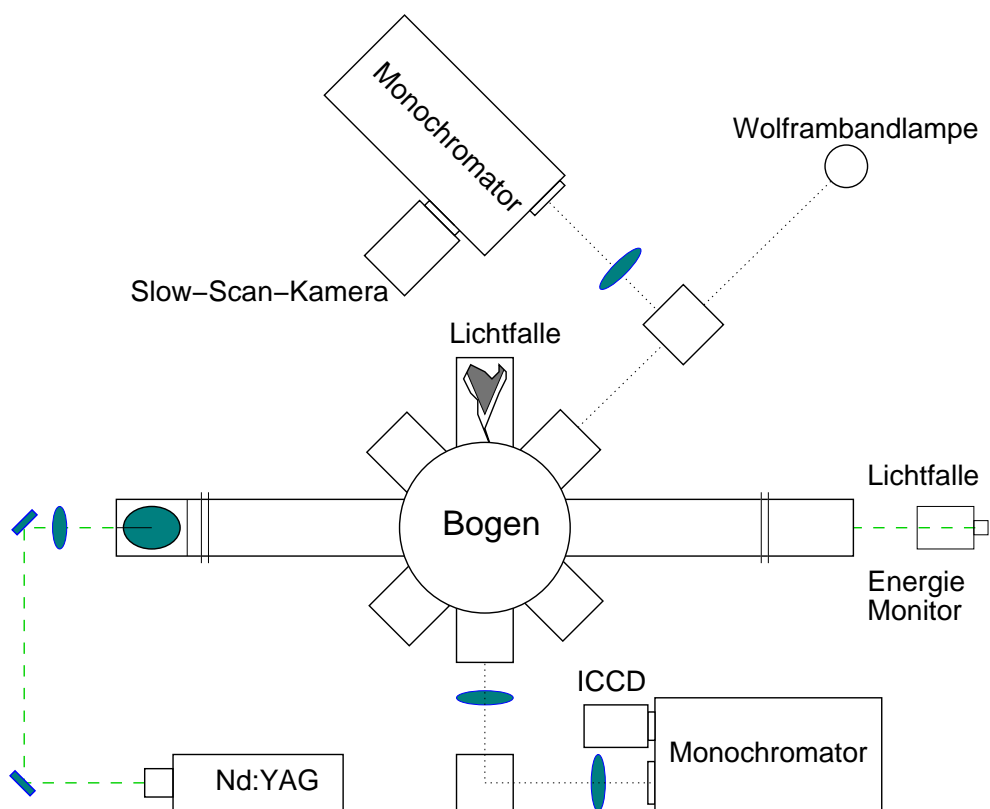 Monochromator
Wolframbandlampe
Slow−Scan−Kamera
Lichtfalle
Lichtfalle
Bogen
Energie
Monitor
ICCD
Monochromator
Nd:YAG